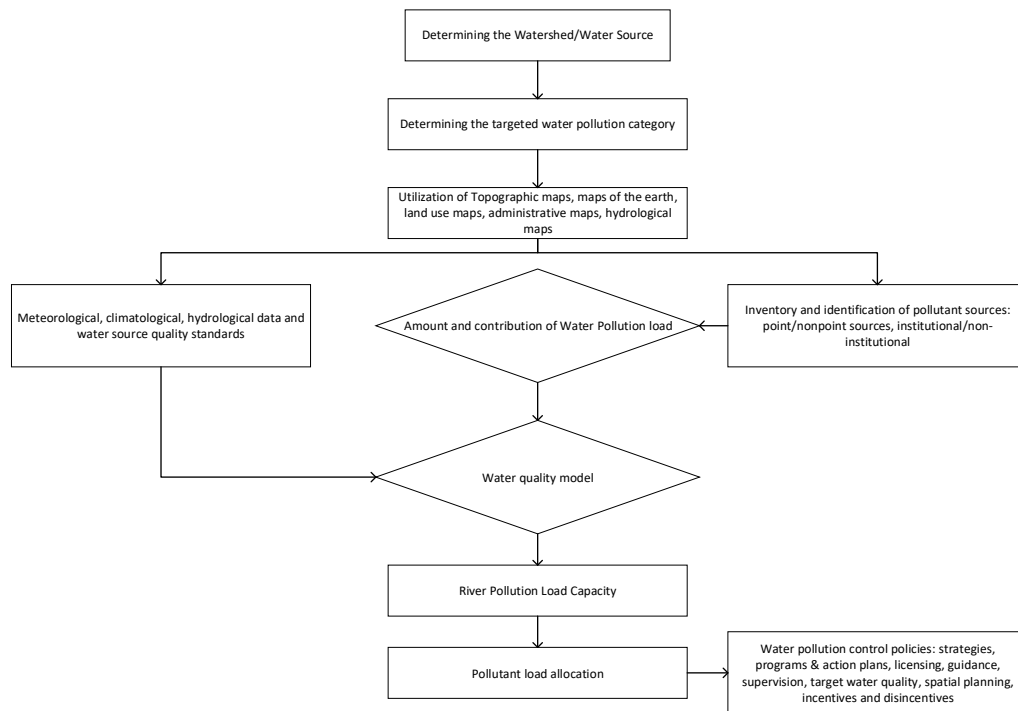 Determining the Watershed/Water Source
Determining the targeted water pollution category
Utilization of Topographic maps, maps of the earth,
land use maps, administrative maps, hydrological
maps
Meteorological, climatological, hydrological data and
water source quality standards
Amount and contribution of Water Pollution load
Inventory and identification of pollutant sources:
point/nonpoint sources, institutional/non-
institutional
Water quality model
River Pollution Load Capacity
Pollutant load allocation
Water pollution control policies: strategies,
programs & action plans, licensing, guidance,
supervision, target water quality, spatial planning,
incentives and disincentives